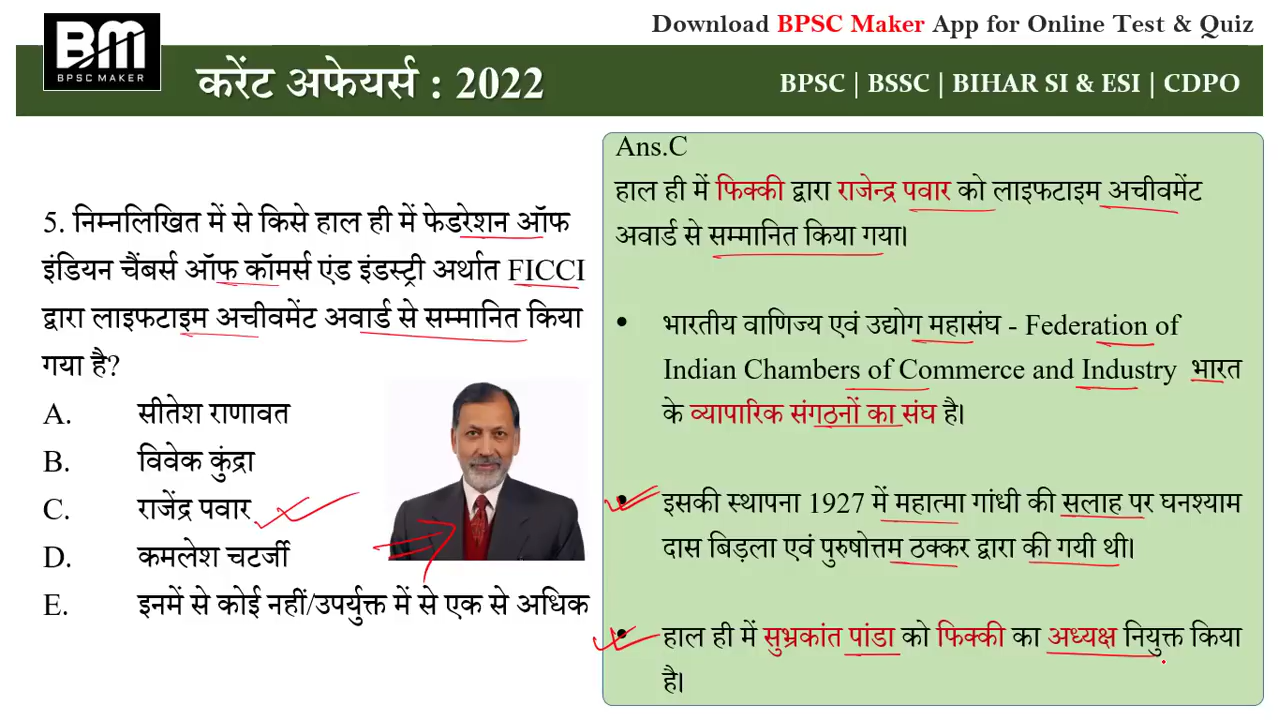 Download BPSC Maker App for Online Test & Quiz
BM
BPSC MAKER
करेंट अफेयर्स : 2022
BPSC | BSSC | BIHAR SI & ESI | CDPO
5. निम्नलिखित में से किसे हाल ही में फेडरेशन ऑफ
इंडियन चैंबर्स ऑफ कॉमर्स एंड इंडस्ट्री अर्थात FICCI
द्वारा लाइफटाइम अचीवमेंट अवार्ड से सम्मानित किया
गया है?
A. सीतेश राणावत
B. विवेक कुंद्रा
C. राजेंद्र पवार
D. कमलेश चटर्जी
E. इनमें से कोई नहीं/उपर्युक्त में से एक से अधिक
Ans.C
हाल ही में फिक्की द्वारा राजेन्द्र पवार को लाइफटाइम अचीवमेंट
अवार्ड से सम्मानित किया गया।
• भारतीय वाणिज्य एवं उद्योग महासंघ - Federation of
Indian Chambers of Commerce and Industry भारत
के व्यापारिक संगठनों का संघ है।
• इसकी स्थापना 1927 में महात्मा गांधी की सलाह पर घनश्याम
दास बिड़ला एवं पुरुषोत्तम ठक्कर द्वारा की गयी थी।
• हाल ही में सुभ्रकांत पांडा को फिक्की का अध्यक्ष नियुक्त किया
है।